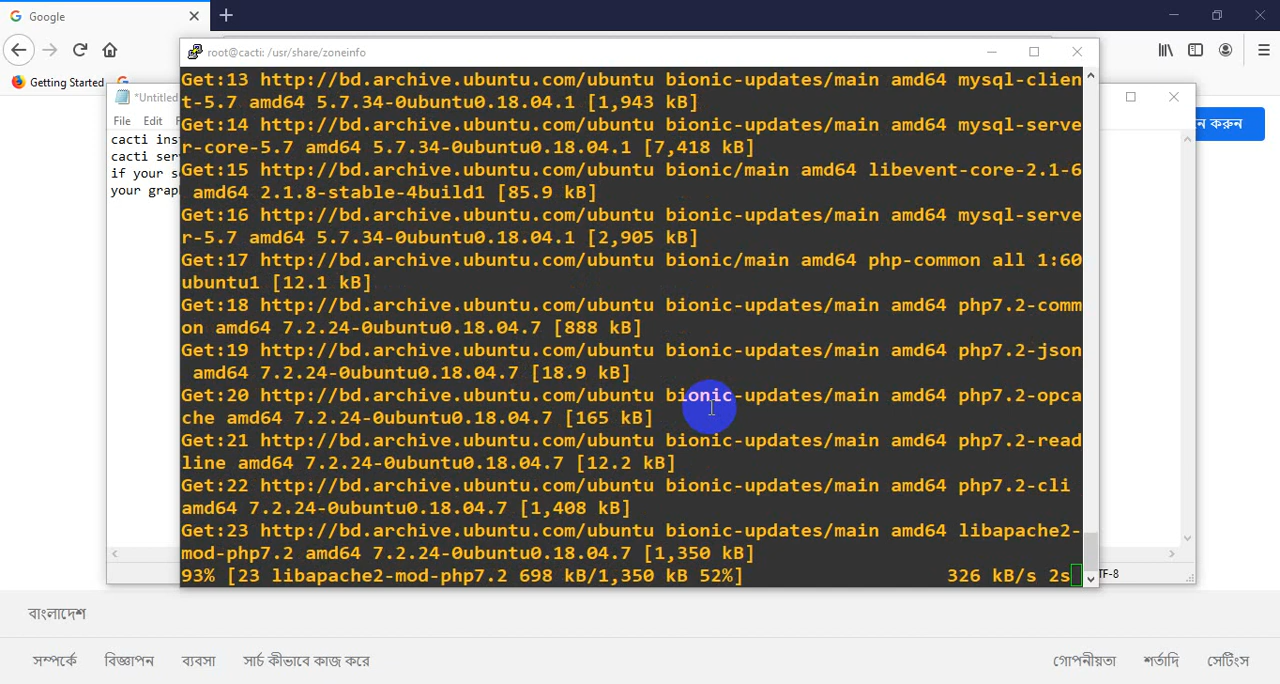 Google
root@cacti: /usr/share/zoneinfo
Getting Started
*Untitled
File Edit
cacti ins
cacti ser
if your s
your grap
Get:13 http://bd.archive.ubuntu.com/ubuntu bionic-updates/main amd64 mysql-clien
t-5.7 amd64 5.7.34-0ubuntu0.18.04.1 [1,943 kB]
Get:14 http://bd.archive.ubuntu.com/ubuntu bionic-updates/main amd64 mysql-serve
r-core-5.7 amd64 5.7.34-0ubuntu0.18.04.1 [7,418 kB]
Get:15 http://bd.archive.ubuntu.com/ubuntu bionic/main amd64 libevent-core-2.1-6
amd64 2.1.8-stable-4build1 [85.9 kB]
Get:16 http://bd.archive.ubuntu.com/ubuntu bionic-updates/main amd64 mysql-serve
r-5.7 amd64 5.7.34-0ubuntu0.18.04.1 [2,905 kB]
Get:17 http://bd.archive.ubuntu.com/ubuntu bionic/main amd64 php-common all 1:60
ubuntu1 [12.1 kB]
Get:18 http://bd.archive.ubuntu.com/ubuntu bionic-updates/main amd64 php7.2-comm
on amd64 7.2.24-0ubuntu0.18.04.7 [888 kB]
Get:19 http://bd.archive.ubuntu.com/ubuntu bionic-updates/main amd64 php7.2-json
amd64 7.2.24-0ubuntu0.18.04.7 [18.9 kB]
Get:20 http://bd.archive.ubuntu.com/ubuntu bionic-updates/main amd64 php7.2-opca
che amd64 7.2.24-0ubuntu0.18.04.7 [165 kB]
Get:21 http://bd.archive.ubuntu.com/ubuntu bionic-updates/main amd64 php7.2-read
line amd64 7.2.24-0ubuntu0.18.04.7 [12.2 kB]
Get:22 http://bd.archive.ubuntu.com/ubuntu bionic-updates/main amd64 php7.2-cli
amd64 7.2.24-0ubuntu0.18.04.7 [1,408 kB]
Get:23 http://bd.archive.ubuntu.com/ubuntu bionic-updates/main amd64 libapache2-
mod-php7.2 amd64 7.2.24-0ubuntu0.18.04.7 [1,350 kB]
93% [23 libapache2-mod-php7.2 698 kB/1,350 kB 52%] 326 kB/s 2s
ন করুন
TF-8
বাংলাদেশ
সম্পর্কে বিজ্ঞাপন ব্যবসা সার্চ কীভাবে কাজ করে গোপনীয়তা শর্তাদি সেটিংস